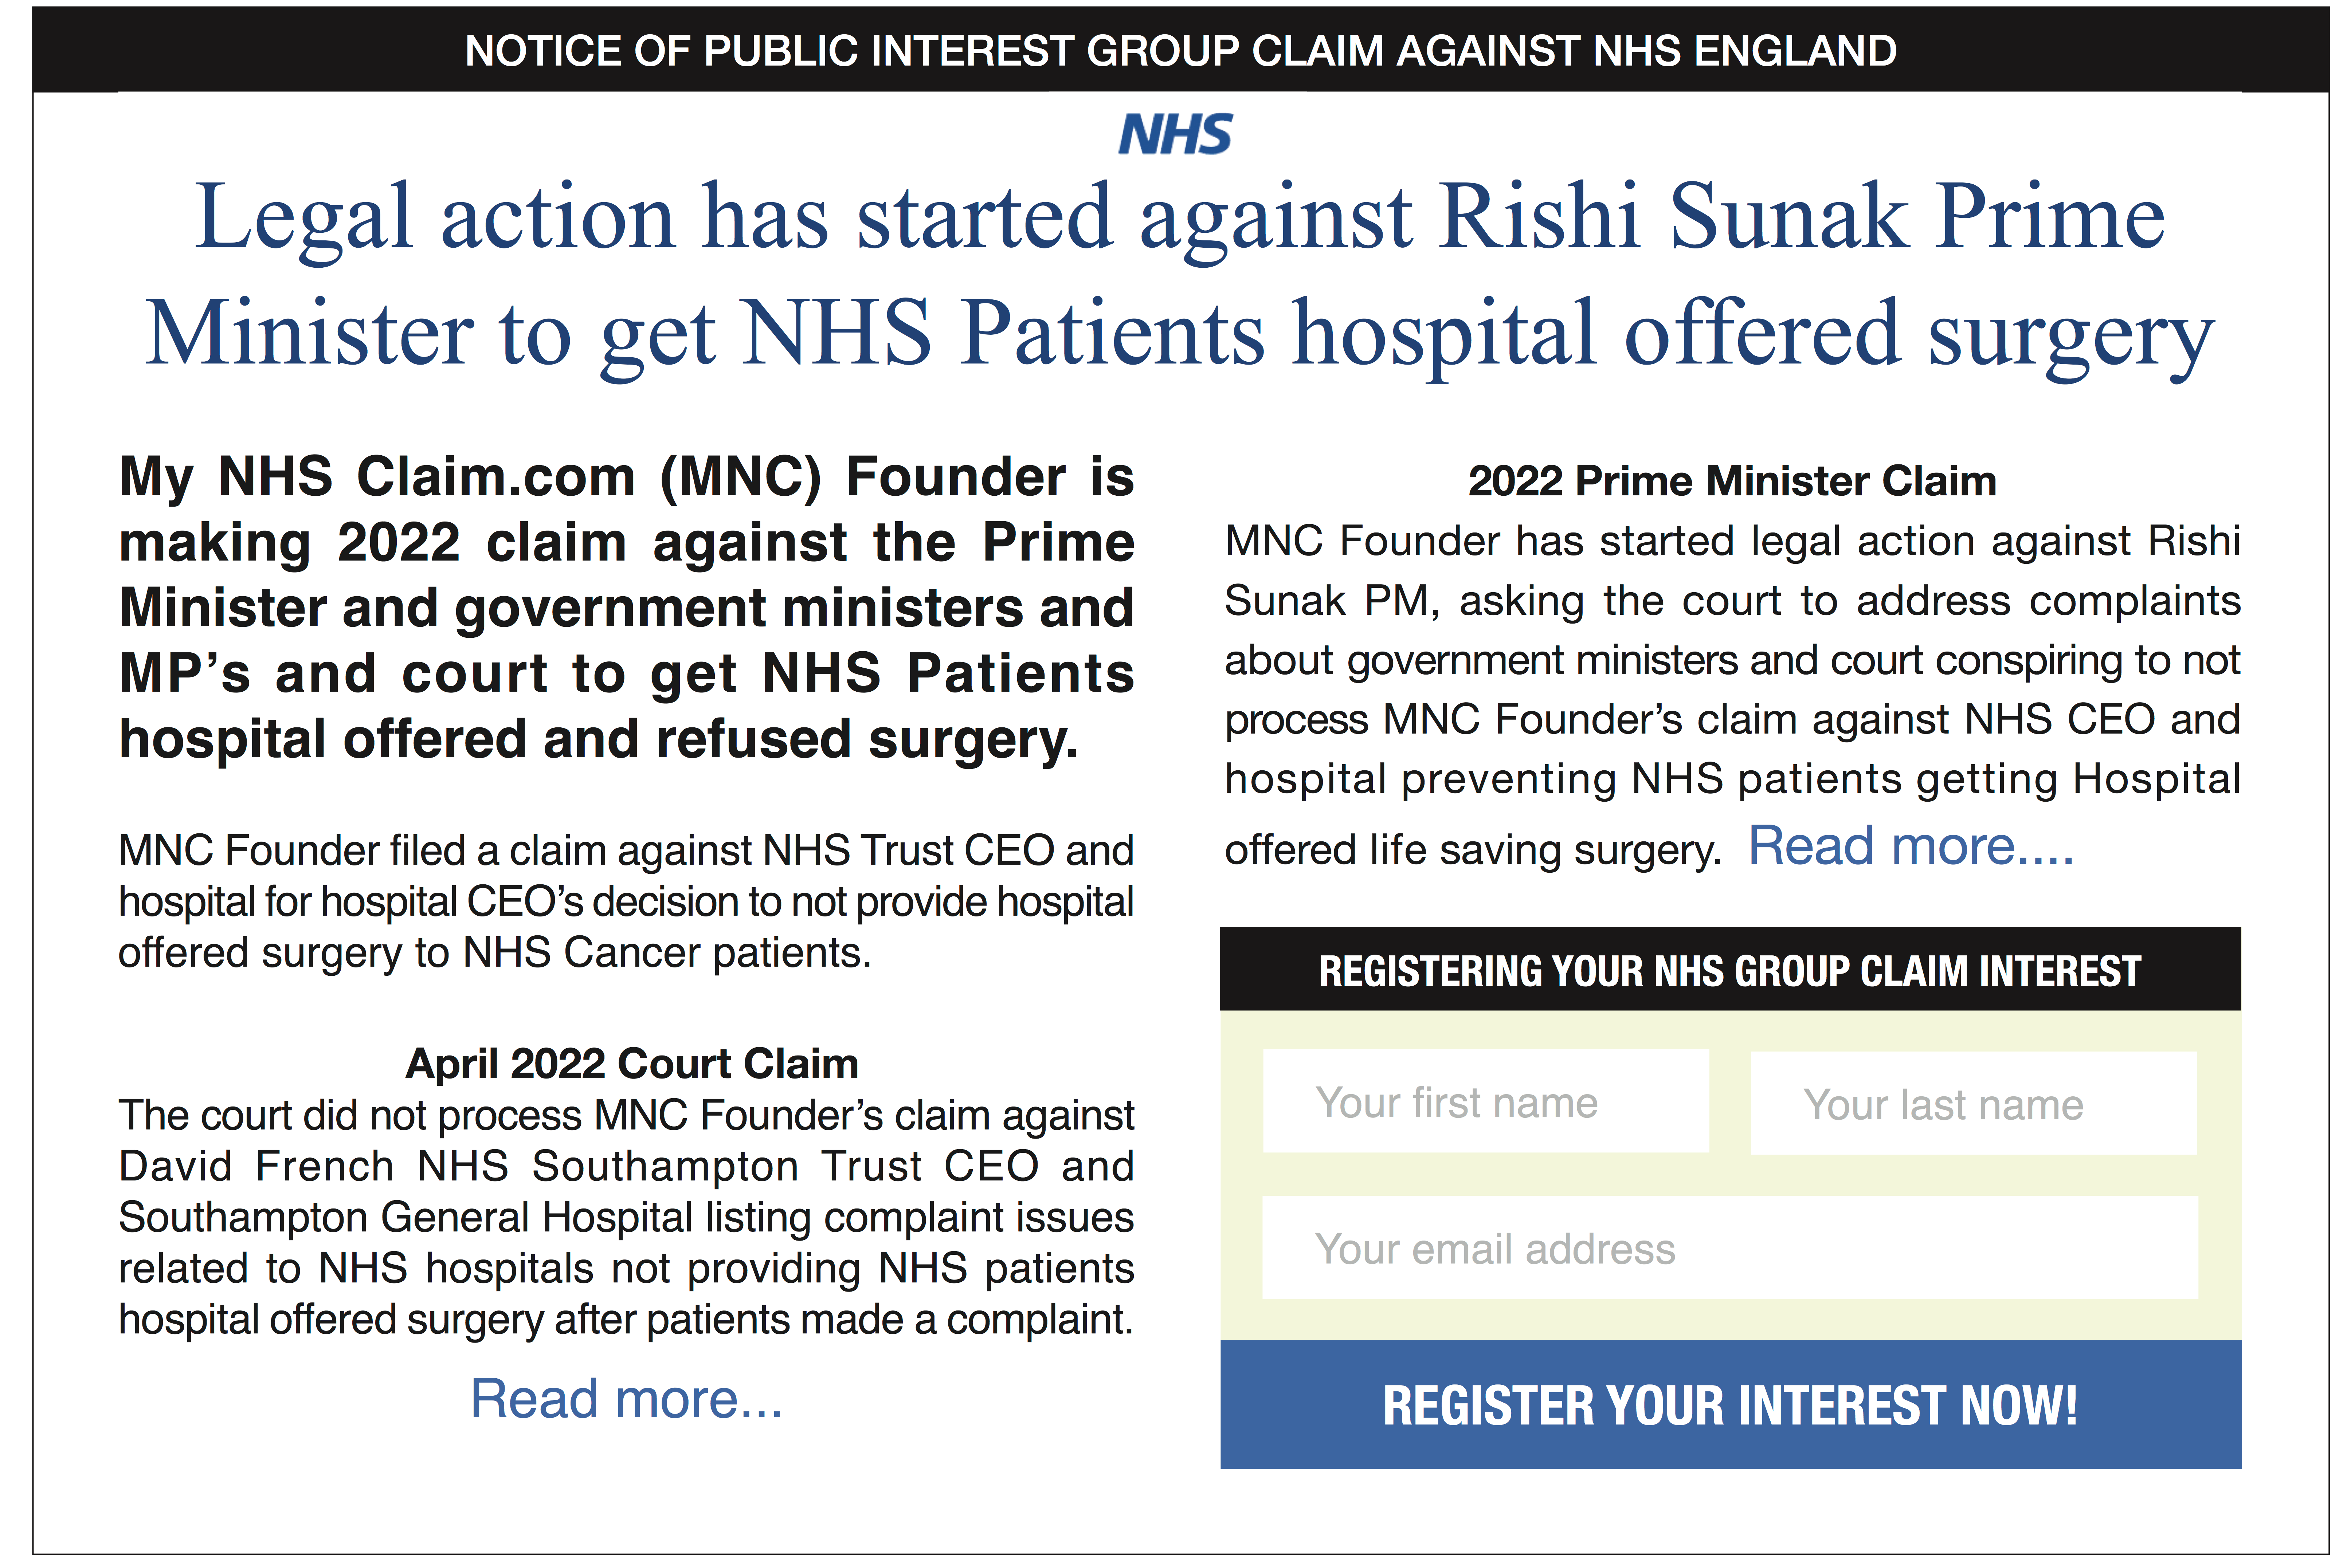 NOTICE OF PUBLIC INTEREST GROUP CLAIM AGAINST NHS ENGLAND
NHS
Legal action has started against Rishi Sunak Prime
Minister to get NHS Patients hospital offered surgery
My NHS Claim.com (MNC) Founder is
making 2022 claim against the Prime
Minister and government ministers and
MP’s and court to get NHS Patients
hospital offered and refused surgery.
MNC Founder filed a claim against NHS Trust CEO and
hospital for hospital CEO’s decision to not provide hospital
offered surgery to NHS Cancer patients.
April 2022 Court Claim
The court did not process MNC Founder’s claim against
David French NHS Southampton Trust CEO and
Southampton General Hospital listing complaint issues
related to NHS hospitals not providing NHS patients
hospital offered surgery after patients made a complaint.
Read more...
2022 Prime Minister Claim
MNC Founder has started legal action against Rishi
Sunak PM, asking the court to address complaints
about government ministers and court conspiring to not
process MNC Founder’s claim against NHS CEO and
hospital preventing NHS patients getting Hospital
offered life saving surgery. Read more....
REGISTERING YOUR NHS GROUP CLAIM INTEREST
Your first name
Your last name
Your email address
REGISTER YOUR INTEREST NOW!